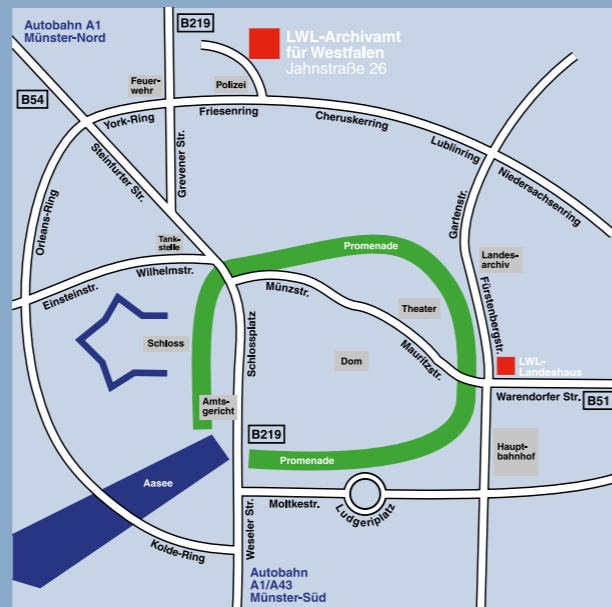 Autobahn A1
Münster-Nord
B219
LWL-Archivamt
für Westfalen
Jahnstraße 26
Feuer-
wehr
Polizei
B54
York-Ring
Friesenring
Cheruskerring
Lublinring
Niedersachsenring
Steinfurter Str.
Grevener Str.
Orleans-Ring
Gartenstr.
Tank-
stelle
Promenade
Wilhelmstr.
Landes-
archiv
Einsteinstr.
Münzstr.
Fürstenbergstr.
Theater
Schloss
Schlossplatz
Mauritzstr.
Dom
LWL-
Landeshaus
Amts-
gericht
Warendorfer Str.
B51
B219
Promenade
Haupt-
bahnhof
Aasee
Moltkestr.
Ludgeriplatz
Weseler Str.
Kolde-Ring
Autobahn
A1/A43
Münster-Süd